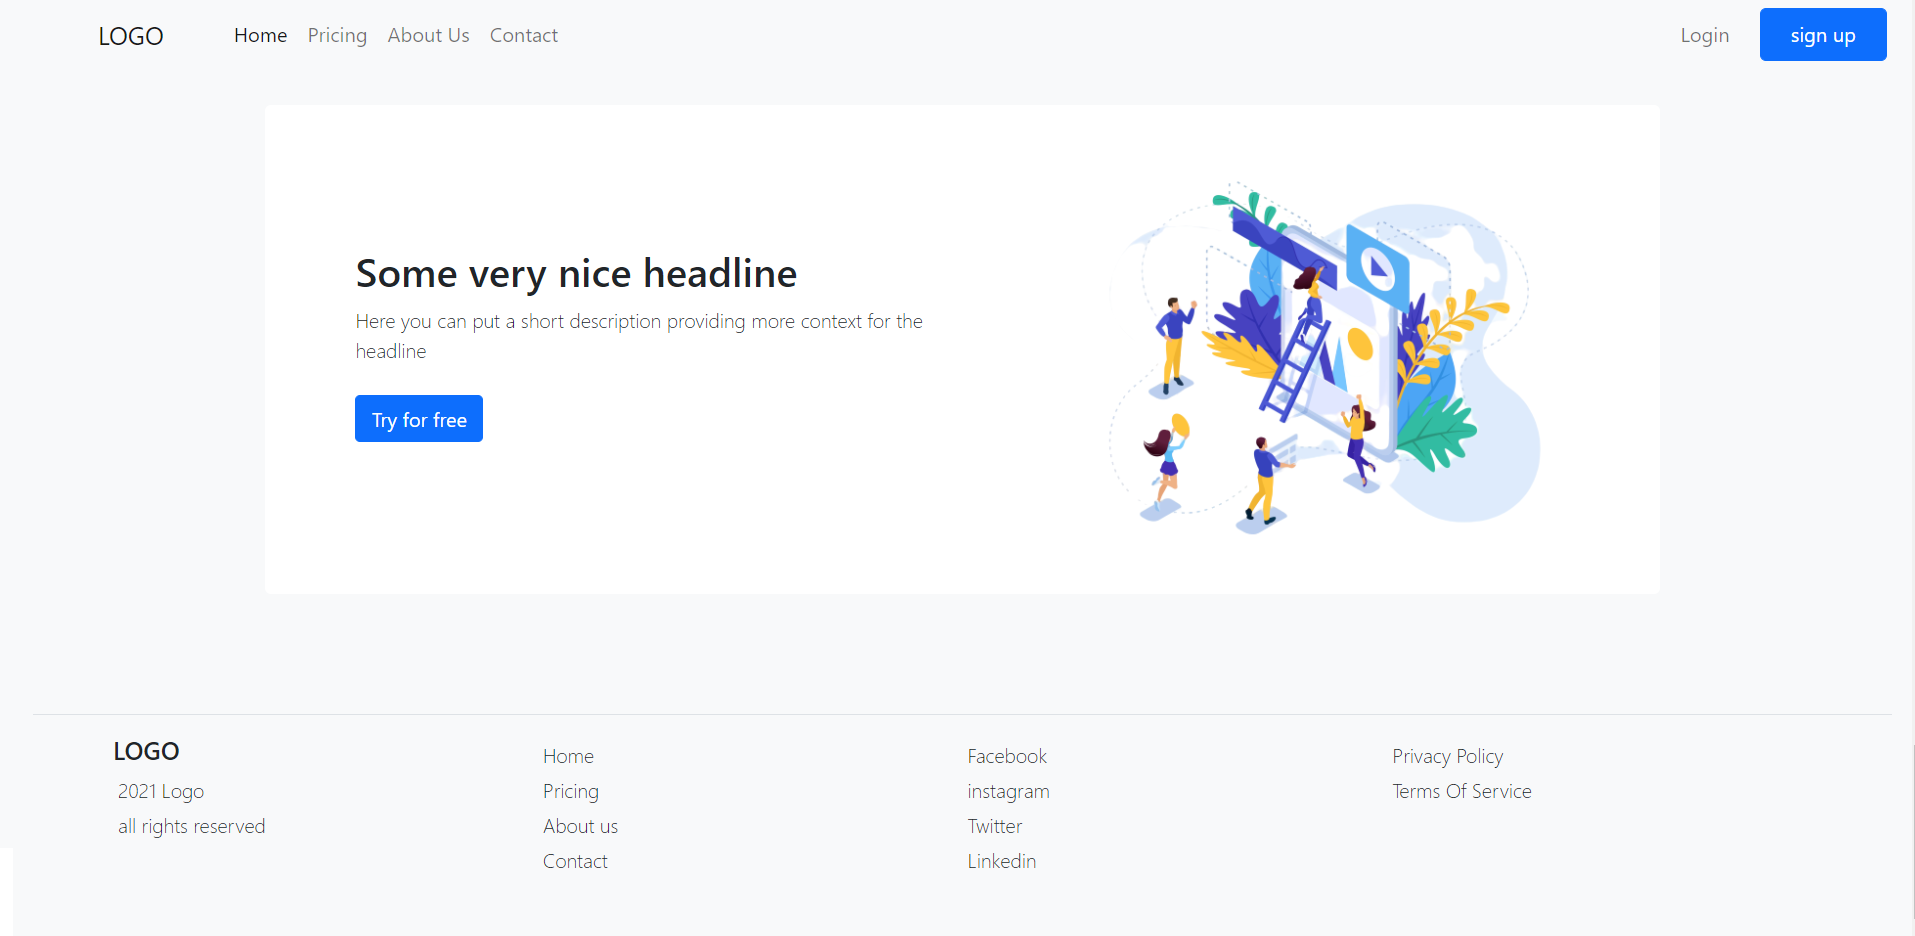 LOGO
Home
Pricing
About Us
Contact
Login
sign up
Some very nice headline
Here you can put a short description providing more context for the
headline
Try for free
LOGO
2021 Logo
all rights reserved
Home
Pricing
About us
Contact
Facebook
instagram
Twitter
Linkedin
Privacy Policy
Terms Of Service